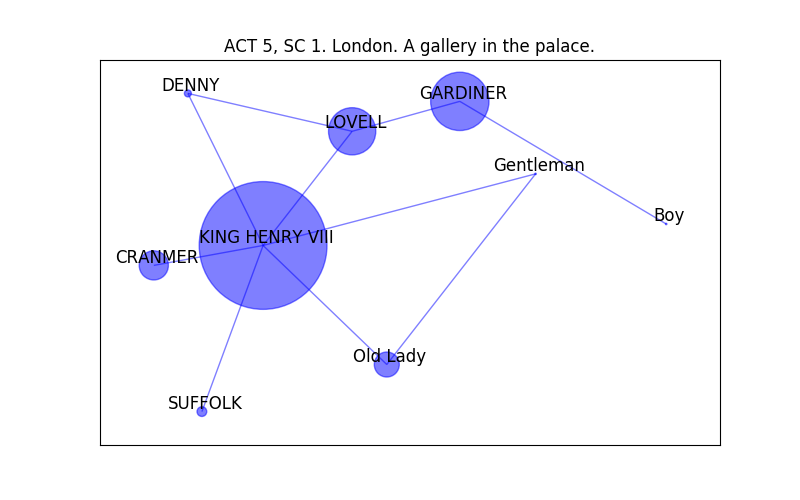 ACT 5, SC 1. London. A gallery in the palace.
DENNY
GARDINER
LOVELL
Gentleman
Boy
KING HENRY VIII
CRANMER
Old Lady
SUFFOLK